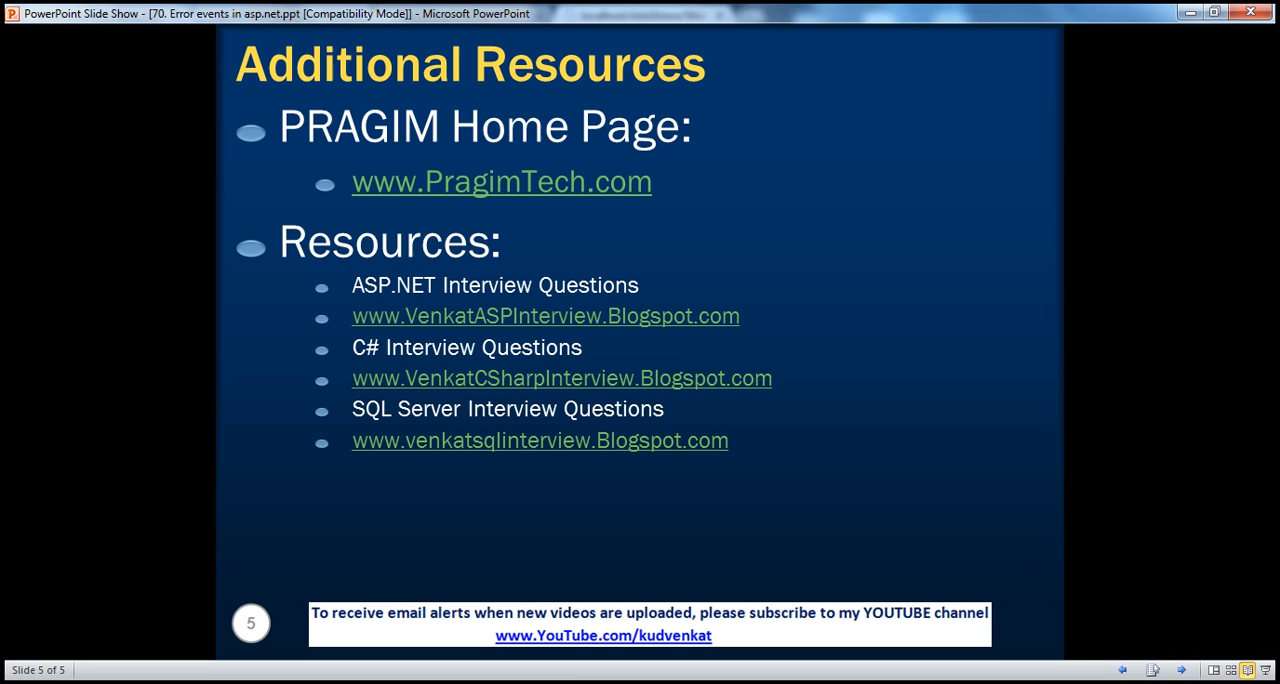 PowerPoint Slide Show - [70. Error events in asp.net.ppt [Compatibility Mode]] - Microsoft PowerPoint
Additional Resources
PRAGIM Home Page:
www.PragimTech.com
Resources:
ASP.NET Interview Questions
www.VenkatASPInterview.Blogspot.com
C# Interview Questions
www.VenkatCSharpInterview.Blogspot.com
SQL Server Interview Questions
www.venkatsqlinterview.Blogspot.com
5
To receive email alerts when new videos are uploaded, please subscribe to my YOUTUBE channel
www.YouTube.com/kudvenkat
Slide 5 of 5